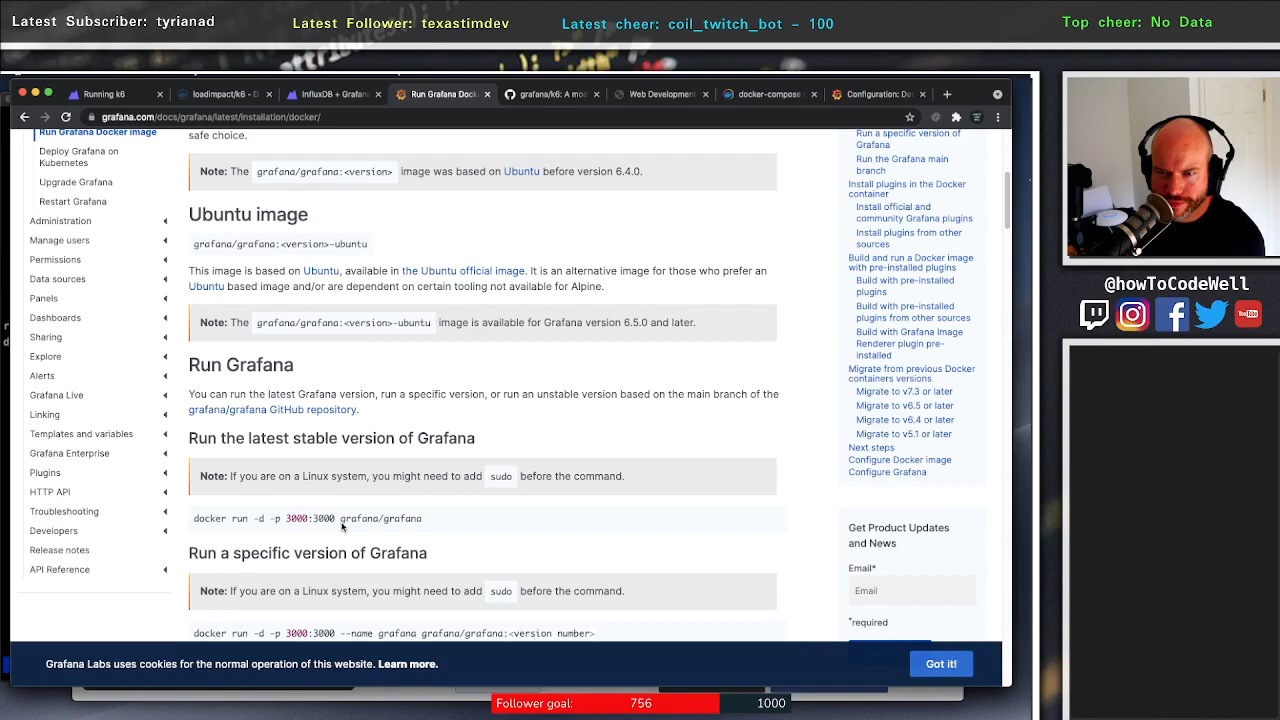 Latest Subscriber: tyrianad
Latest Follower: texastimdev
Latest cheer: coil_twitch_bot - 100
Top cheer: No Data
Running k6
loadimpact/k6 - D
InfluxDB + Grafana
Run Grafana Dock
grafana/k6: A mod
Web Development
docker-compose
Configuration: Dat
grafana.com/docs/grafana/latest/installation/docker/
Run Grafana Docker image
Deploy Grafana on
Kubernetes
Upgrade Grafana
Restart Grafana
Administration
Manage users
Permissions
Data sources
Panels
Dashboards
Sharing
Explore
Alerts
Grafana Live
Linking
Templates and variables
Grafana Enterprise
Plugins
HTTP API
Troubleshooting
Developers
Release notes
API Reference
safe choice.
Note: The grafana/grafana:<version> image was based on Ubuntu before version 6.4.0.
Ubuntu image
grafana/grafana:<version>-ubuntu
This image is based on Ubuntu, available in the Ubuntu official image. It is an alternative image for those who prefer an
Ubuntu based image and/or are dependent on certain tooling not available for Alpine.
Note: The grafana/grafana:<version>-ubuntu image is available for Grafana version 6.5.0 and later.
Run Grafana
You can run the latest Grafana version, run a specific version, or run an unstable version based on the main branch of the
grafana/grafana GitHub repository.
Run the latest stable version of Grafana
Note: If you are on a Linux system, you might need to add sudo before the command.
docker run -d -p 3000:3000 grafana/grafana
Run a specific version of Grafana
Note: If you are on a Linux system, you might need to add sudo before the command.
docker run -d -p 3000:3000 --name grafana grafana/grafana:<version number>
Run a specific version of
Grafana
Run the Grafana main
branch
Install plugins in the Docker
container
Install official and
community Grafana plugins
Install plugins from other
sources
Build and run a Docker image
with pre-installed plugins
Build with pre-installed
plugins
Build with pre-installed
plugins from other sources
Build with Grafana Image
Renderer plugin pre-
installed
Migrate from previous Docker
containers versions
Migrate to v7.3 or later
Migrate to v6.5 or later
Migrate to v6.4 or later
Migrate to v5.1 or later
Next steps
Configure Docker image
Configure Grafana
Get Product Updates
and News
Email*
Email
*required
Grafana Labs uses cookies for the normal operation of this website. Learn more.
Got it!
@howToCodeWell
You Tube
Follower goal: 756 1000